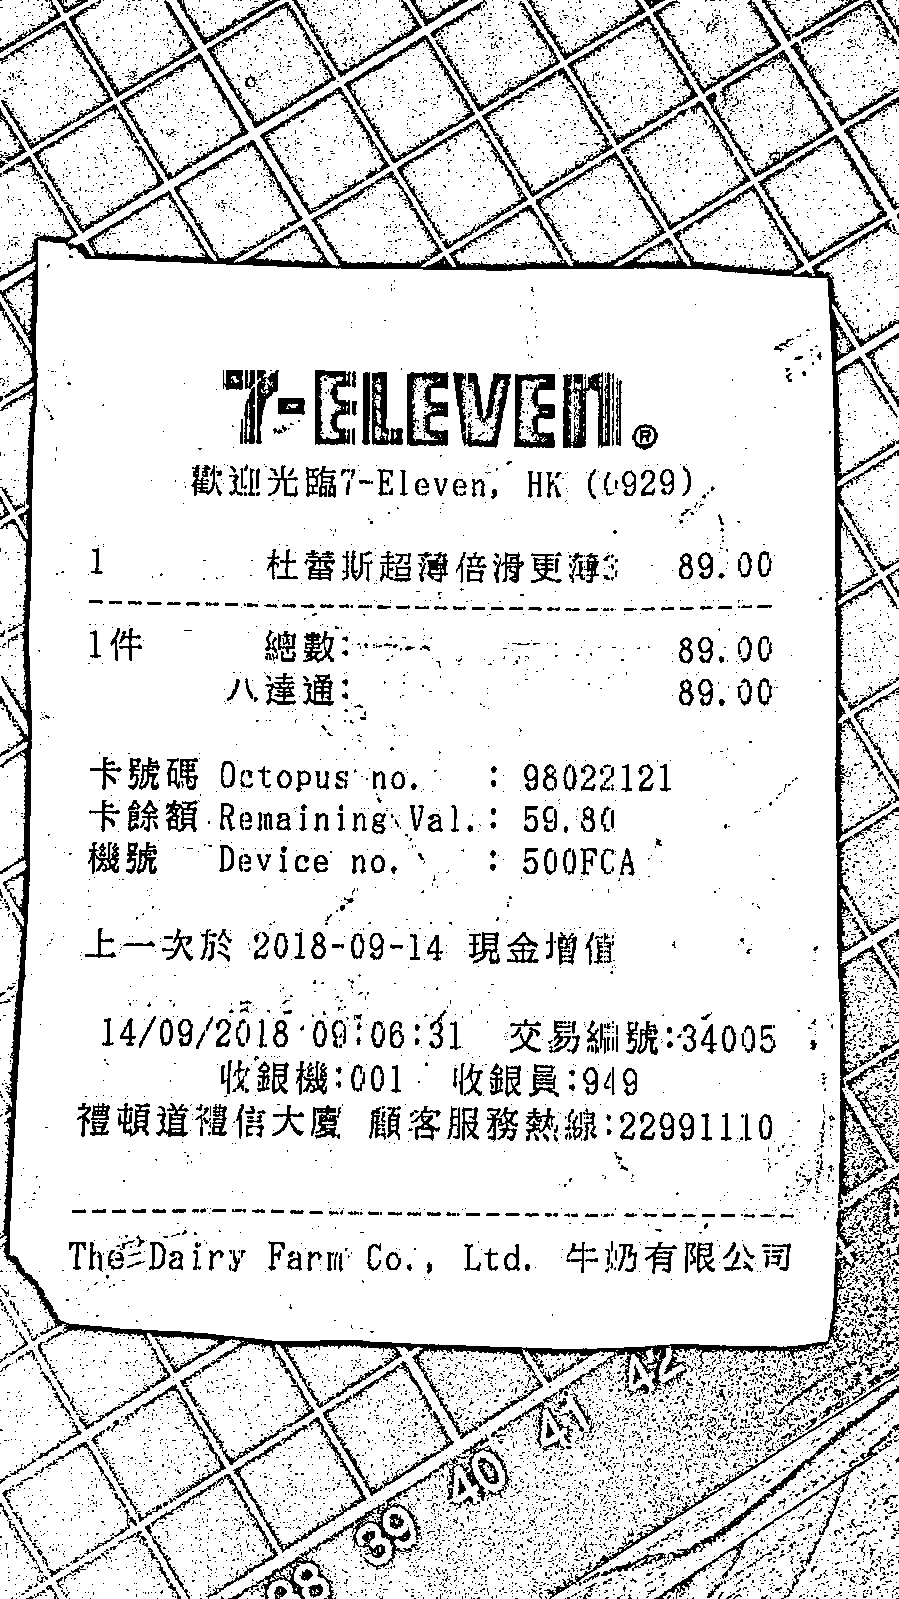 7-ELEVEn®
歡迎光臨7-Eleven, HK (0929)
1 杜蕾斯超薄倍滑更薄3 89.00
1件 總數: 89.00
八達通: 89.00
卡號碼 Octopus no. : 98022121
卡餘額 Remaining Val.: 59.80
機號 Device no. : 500FCA
上一次於 2018-09-14 現金增值
14/09/2018 09:06:31 交易編號:34005
收銀機:001 收銀員:949
禮頓道禮信大廈 顧客服務熱線:22991110
The Dairy Farm Co., Ltd. 牛奶有限公司
42
41
40
39
38